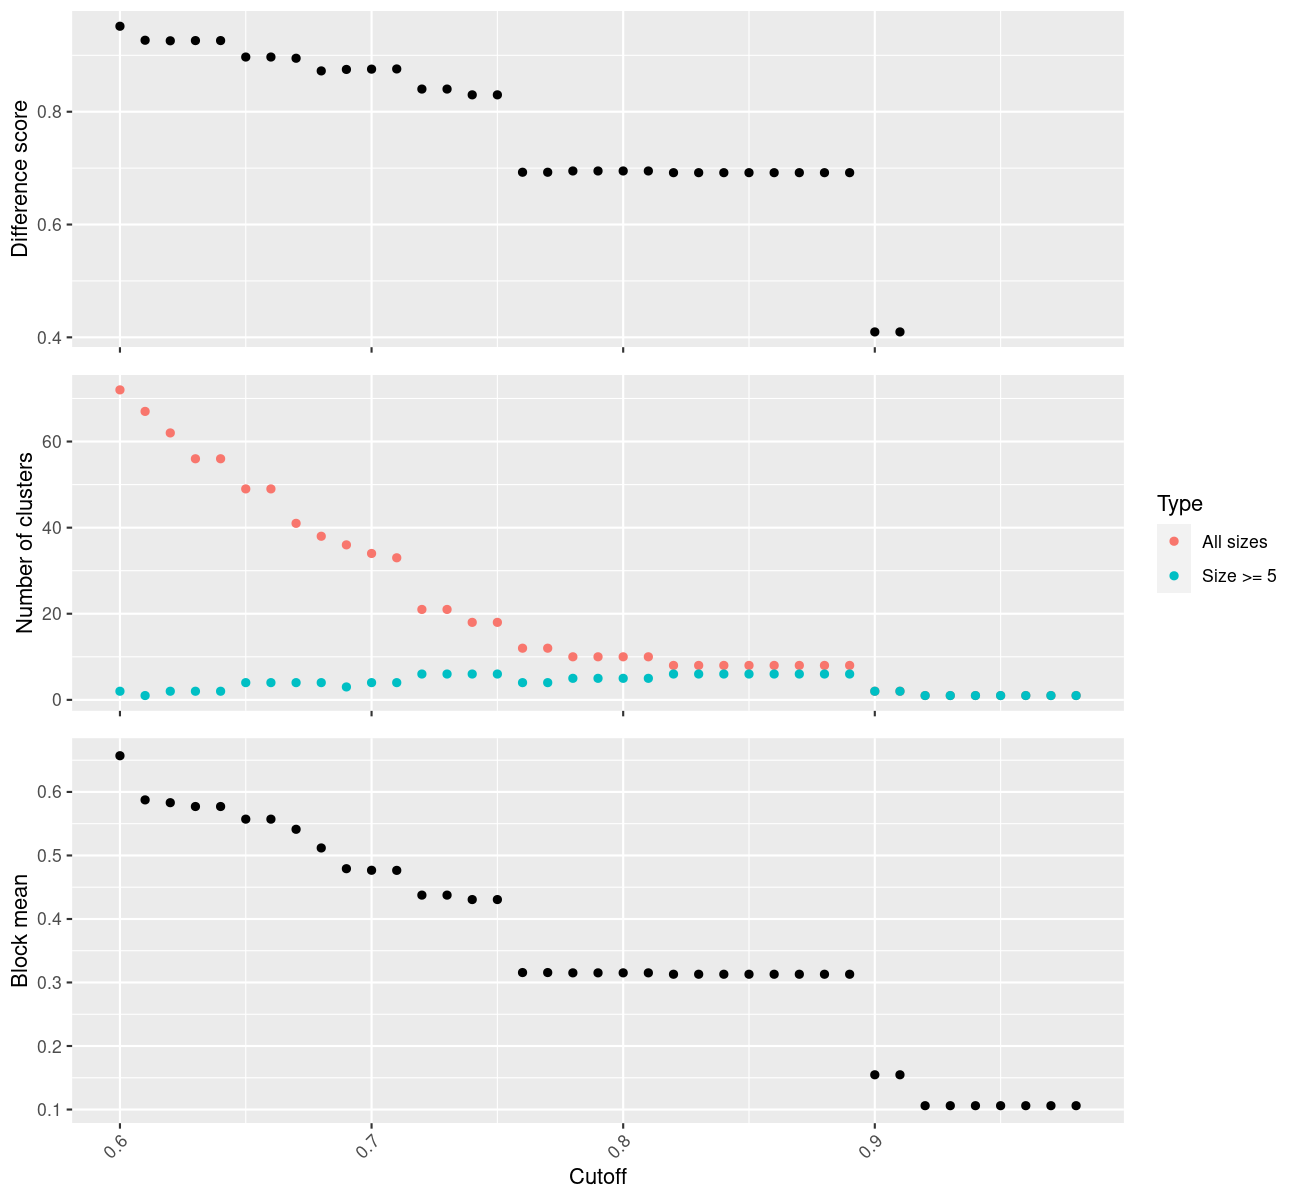 Difference score
0.8
0.6
0.4
Number of clusters
60
40
20
0
Type
All sizes
Size >= 5
Block mean
0.6
0.5
0.4
0.3
0.2
0.1
0.6 0.7 0.8 0.9
Cutoff